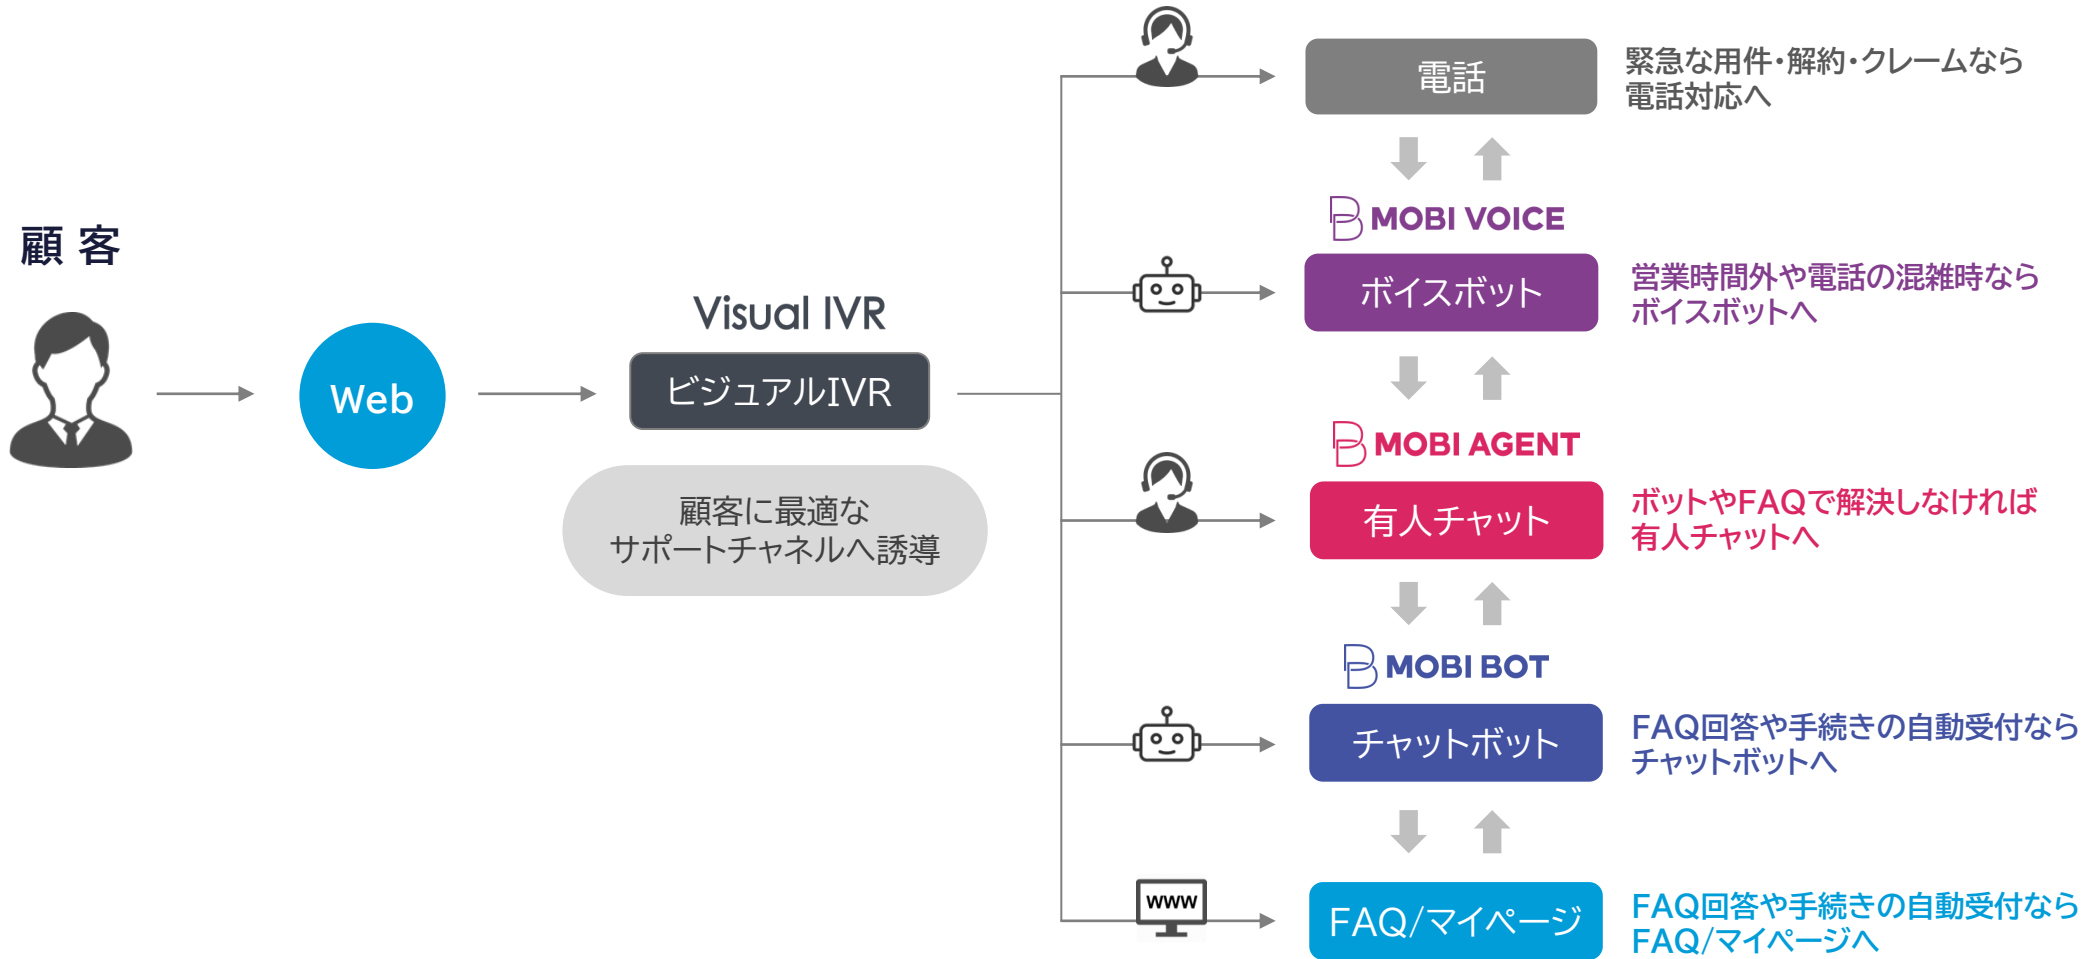 顧客
Web
Visual IVR
ビジュアルIVR
顧客に最適な
サポートチャネルへ誘導
電話
緊急な用件・解約・クレームなら
電話対応へ
MOBI VOICE
ボイスボット
営業時間外や電話の混雑時なら
ボイスボットへ
MOBI AGENT
有人チャット
ボットやFAQで解決しなければ
有人チャットへ
MOBI BOT
チャットボット
FAQ回答や手続きの自動受付なら
チャットボットへ
WWW
FAQ/マイページ
FAQ回答や手続きの自動受付なら
FAQ/マイページへ